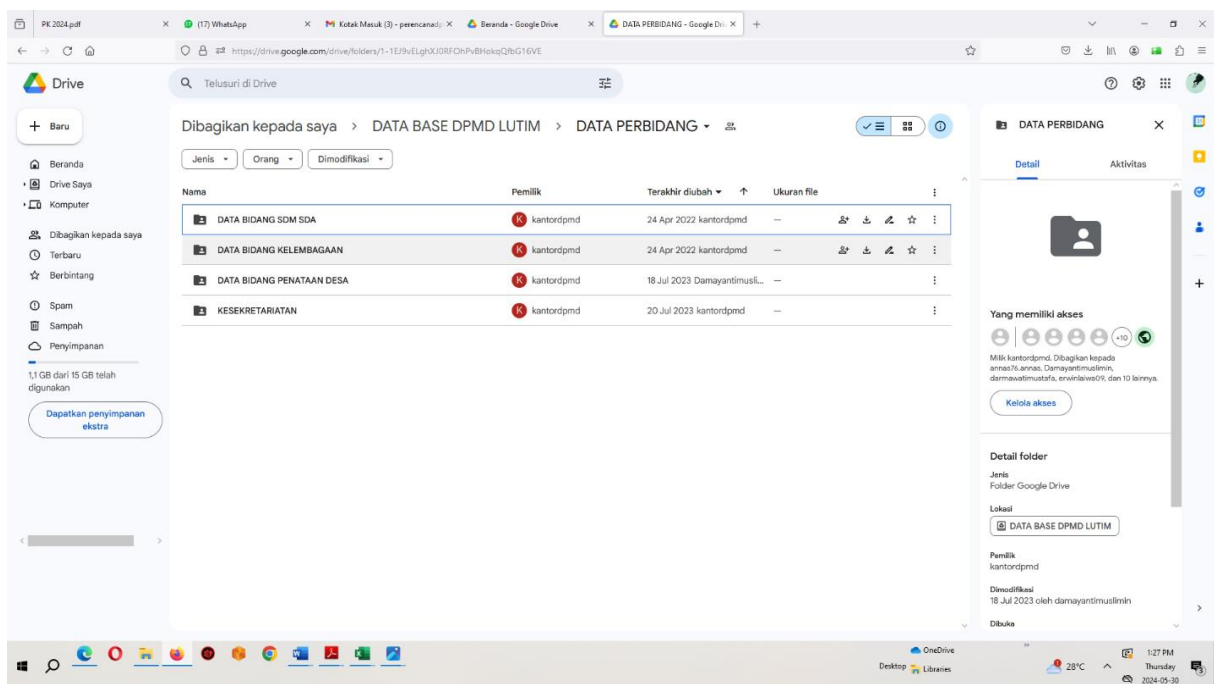 PK 2024.pdf
(17) WhatsApp
Kotak Masuk (3) - perencanadp
Beranda - Google Drive
DATA PERBIDANG - Google Dri
https://drive.google.com/drive/folders/1-1EJ9vELghXJ0RFOhPvBHokqQfbG16VE
Drive
Telusuri di Drive
Baru
Beranda
Drive Saya
Komputer
Dibagikan kepada saya
Terbaru
Berbintang
Spam
Sampah
Penyimpanan
1,1 GB dari 15 GB telah
digunakan
Dapatkan penyimpanan
ekstra
Dibagikan kepada saya > DATA BASE DPMD LUTIM > DATA PERBIDANG
Jenis Orang Dimodifikasi
Nama Pemilik Terakhir diubah Ukuran file
DATA BIDANG SDM SDA K kantordpmd 24 Apr 2022 kantordpmd —
DATA BIDANG KELEMBAGAAN K kantordpmd 24 Apr 2022 kantordpmd —
DATA BIDANG PENATAAN DESA K kantordpmd 18 Jul 2023 Damayantimusli... —
KESEKRETARIATAN K kantordpmd 20 Jul 2023 kantordpmd —
DATA PERBIDANG
Detail Aktivitas
Yang memiliki akses
+10
Milik kantordpmd. Dibagikan kepada
annas76.annas, Damayantimuslimin,
darmawatimustafa, erwinlaiwa09, dan 10 lainnya.
Kelola akses
Detail folder
Jenis
Folder Google Drive
Lokasi
DATA BASE DPMD LUTIM
Pemilik
kantordpmd
Dimodifikasi
18 Jul 2023 oleh damayantimuslimin
Dibuka
OneDrive
Desktop Libraries
28°C
1:27 PM
Thursday
2024-05-30